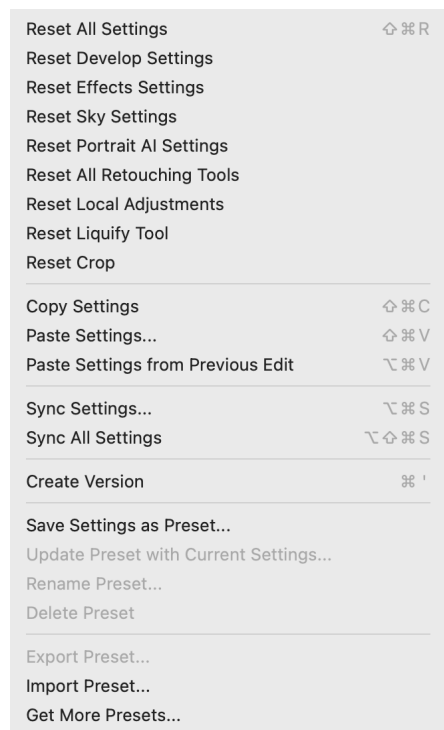 Reset All Settings ⇧⌘R
Reset Develop Settings
Reset Effects Settings
Reset Sky Settings
Reset Portrait AI Settings
Reset All Retouching Tools
Reset Local Adjustments
Reset Liquify Tool
Reset Crop
Copy Settings ⇧⌘C
Paste Settings... ⇧⌘V
Paste Settings from Previous Edit ⌥⌘V
Sync Settings... ⌥⌘S
Sync All Settings ⌥⇧⌘S
Create Version ⌘'
Save Settings as Preset...
Update Preset with Current Settings...
Rename Preset...
Delete Preset
Export Preset...
Import Preset...
Get More Presets...